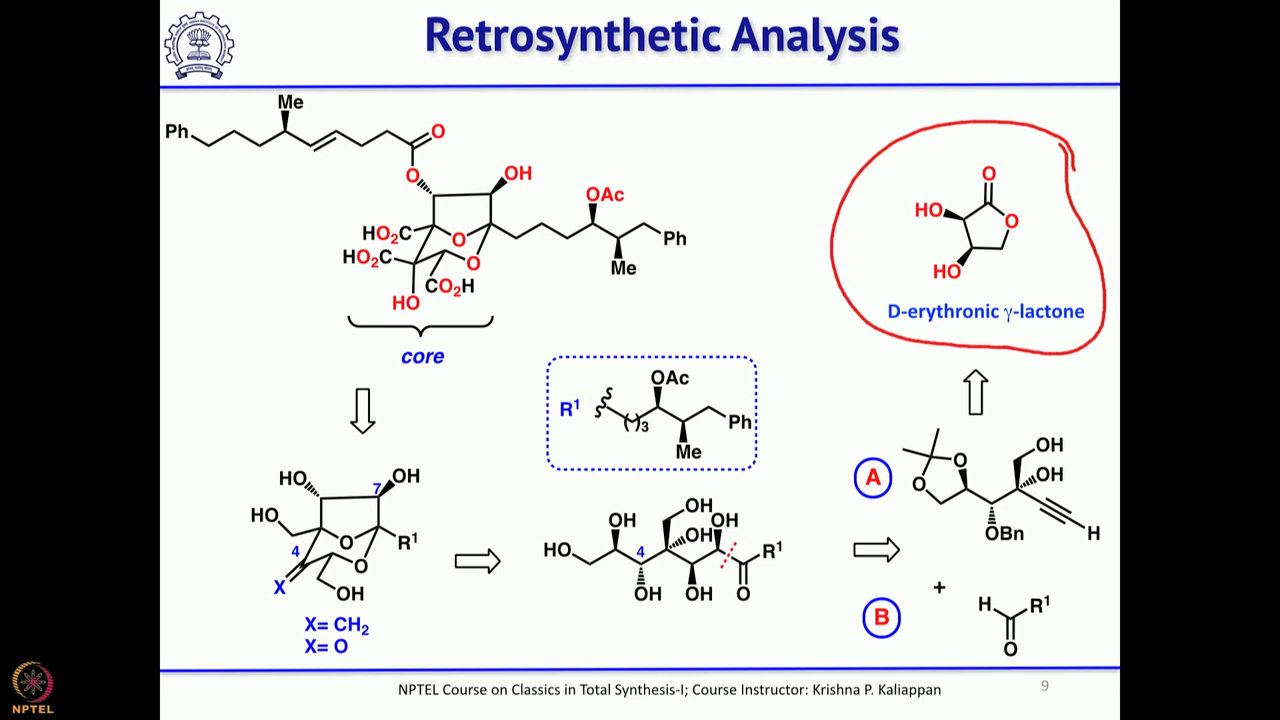 Retrosynthetic Analysis
Me
Ph
O
O
OH
OAc
HO₂C
O
Ph
HO₂C
O
Me
CO₂H
HO
core
O
HO
O
HO
D-erythronic γ-lactone
OAc
R¹
( )₃
Ph
Me
HO
OH
7
HO
O
R¹
4
O
X
OH
X= CH₂
X= O
OH
OH
OH
HO
4
OH
R¹
OH
OH
O
A
O
OH
O
OH
OBn
H
+
B
H
R¹
O
NPTEL Course on Classics in Total Synthesis-I; Course Instructor: Krishna P. Kaliappan
9
NPTEL